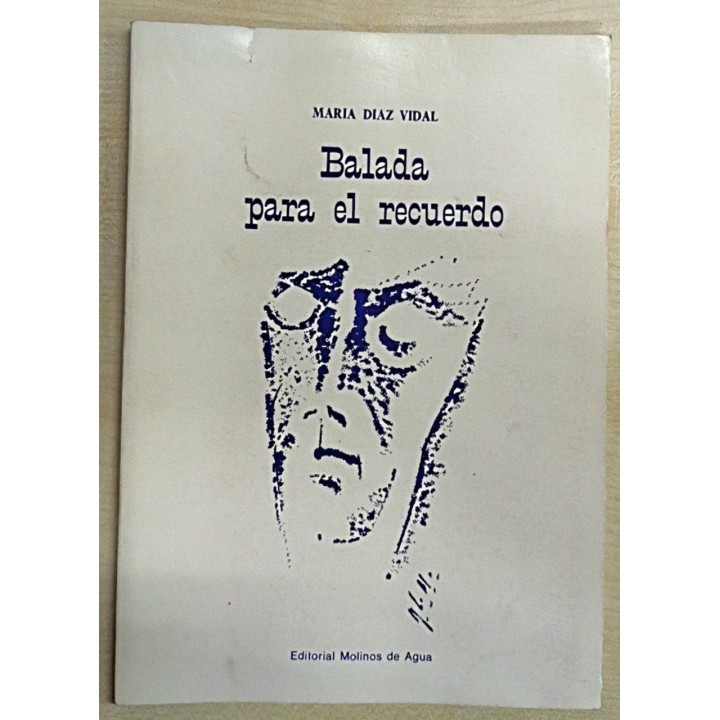 MARIA DIAZ VIDAL
Balada
para el recuerdo
Editorial Molinos de Agua